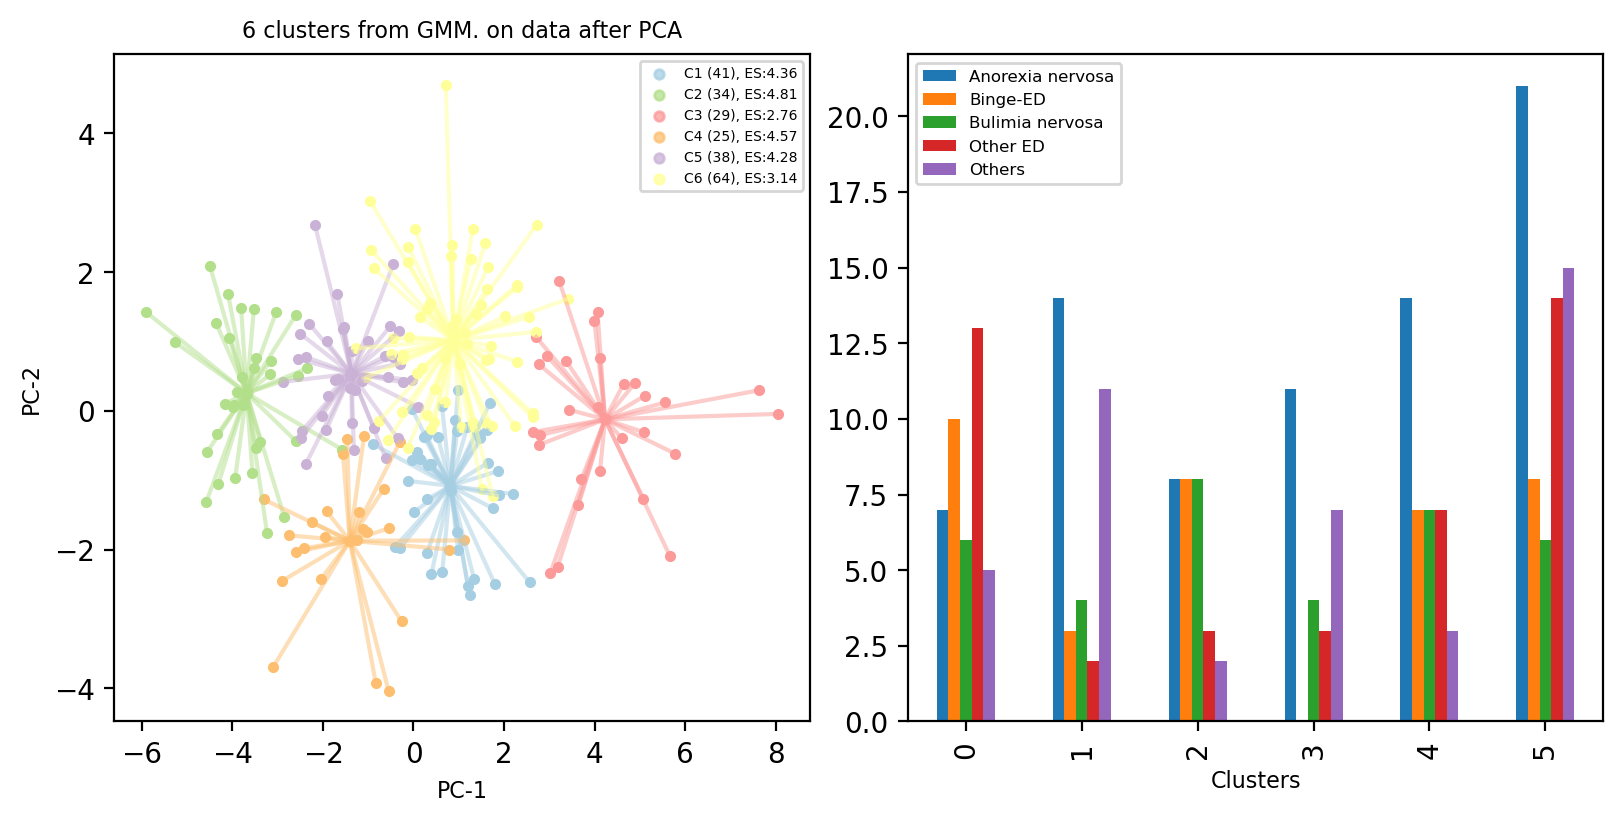 6 clusters from GMM. on data after PCA
C1 (41), ES:4.36
C2 (34), ES:4.81
C3 (29), ES:2.76
C4 (25), ES:4.57
C5 (38), ES:4.28
C6 (64), ES:3.14
4
2
0
−2
−4
PC-2
−6
−4
−2
0
2
4
6
8
PC-1
Anorexia nervosa
Binge-ED
Bulimia nervosa
Other ED
Others
20.0
17.5
15.0
12.5
10.0
7.5
5.0
2.5
0.0
0
1
2
3
4
5
Clusters